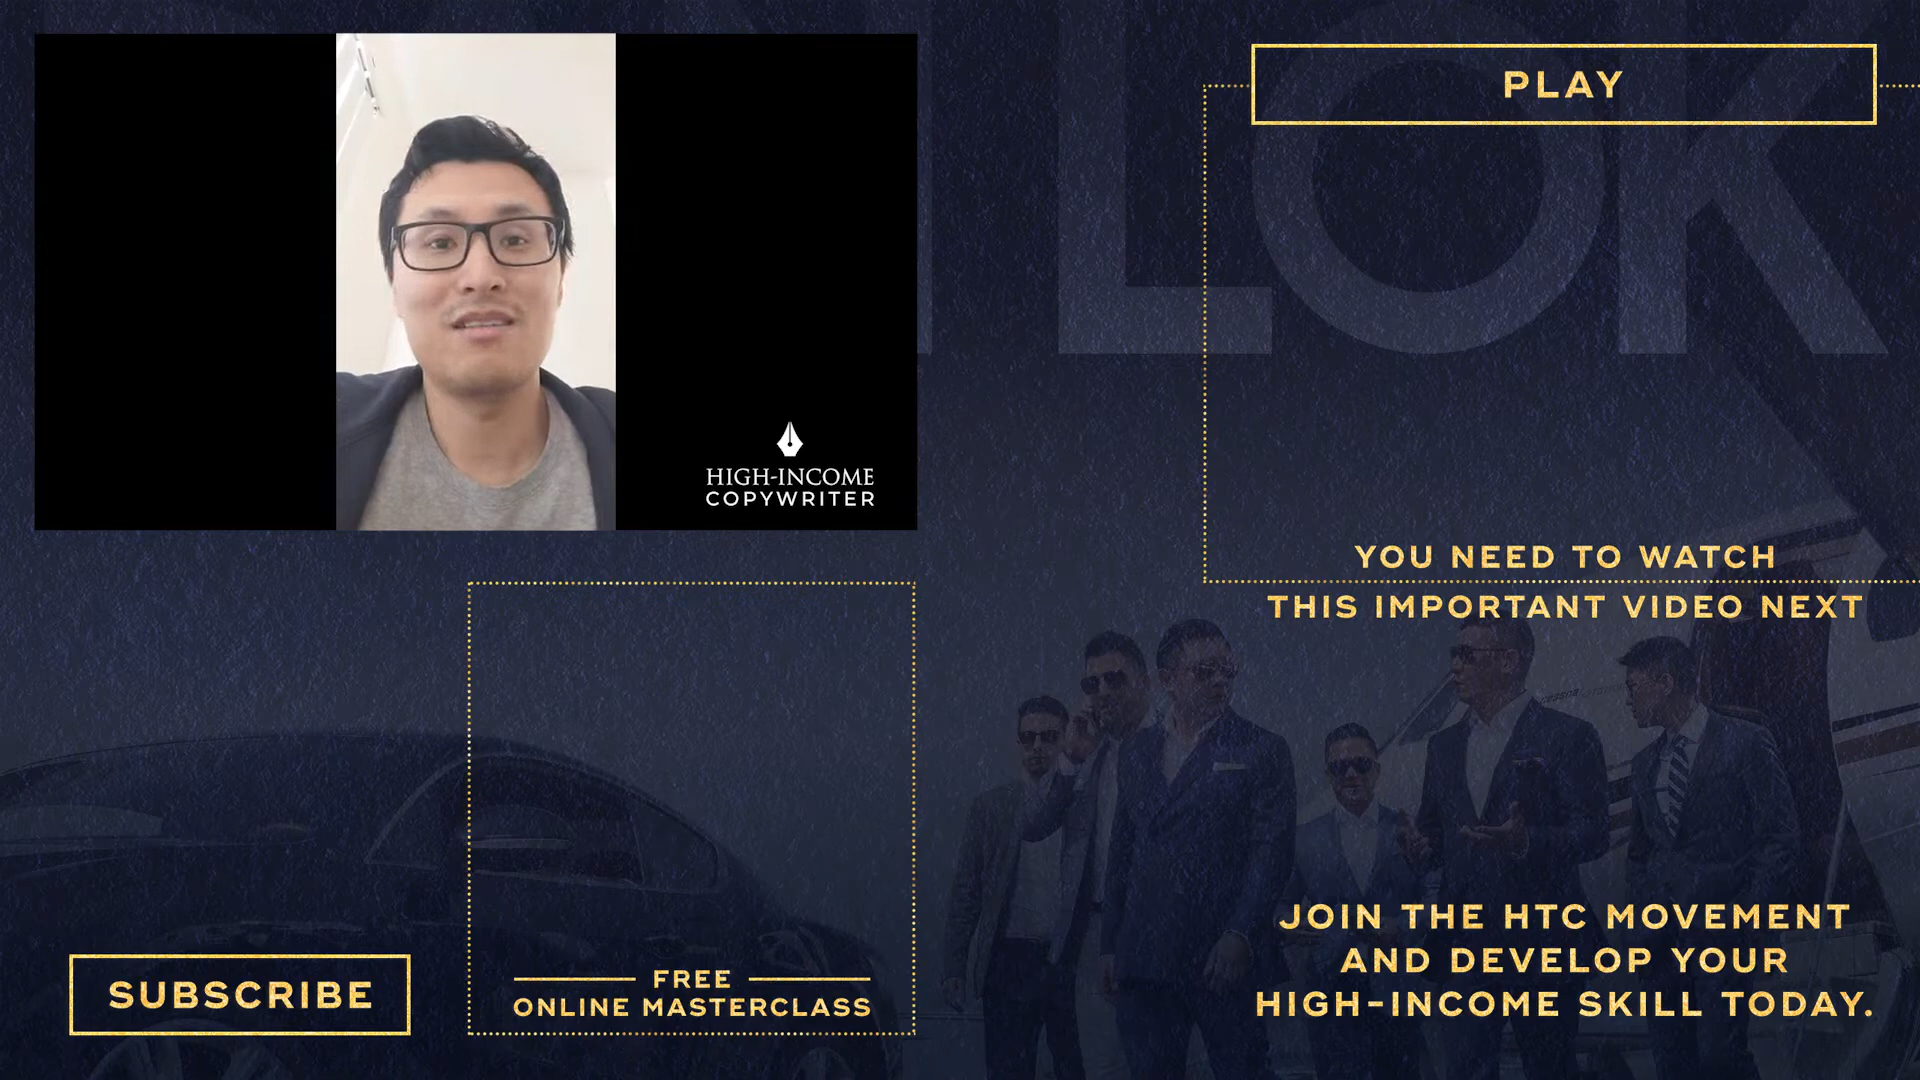 LOK
PLAY
HIGH-INCOME
COPYWRITER
YOU NEED TO WATCH
THIS IMPORTANT VIDEO NEXT
SUBSCRIBE
FREE
ONLINE MASTERCLASS
JOIN THE HTC MOVEMENT
AND DEVELOP YOUR
HIGH-INCOME SKILL TODAY.